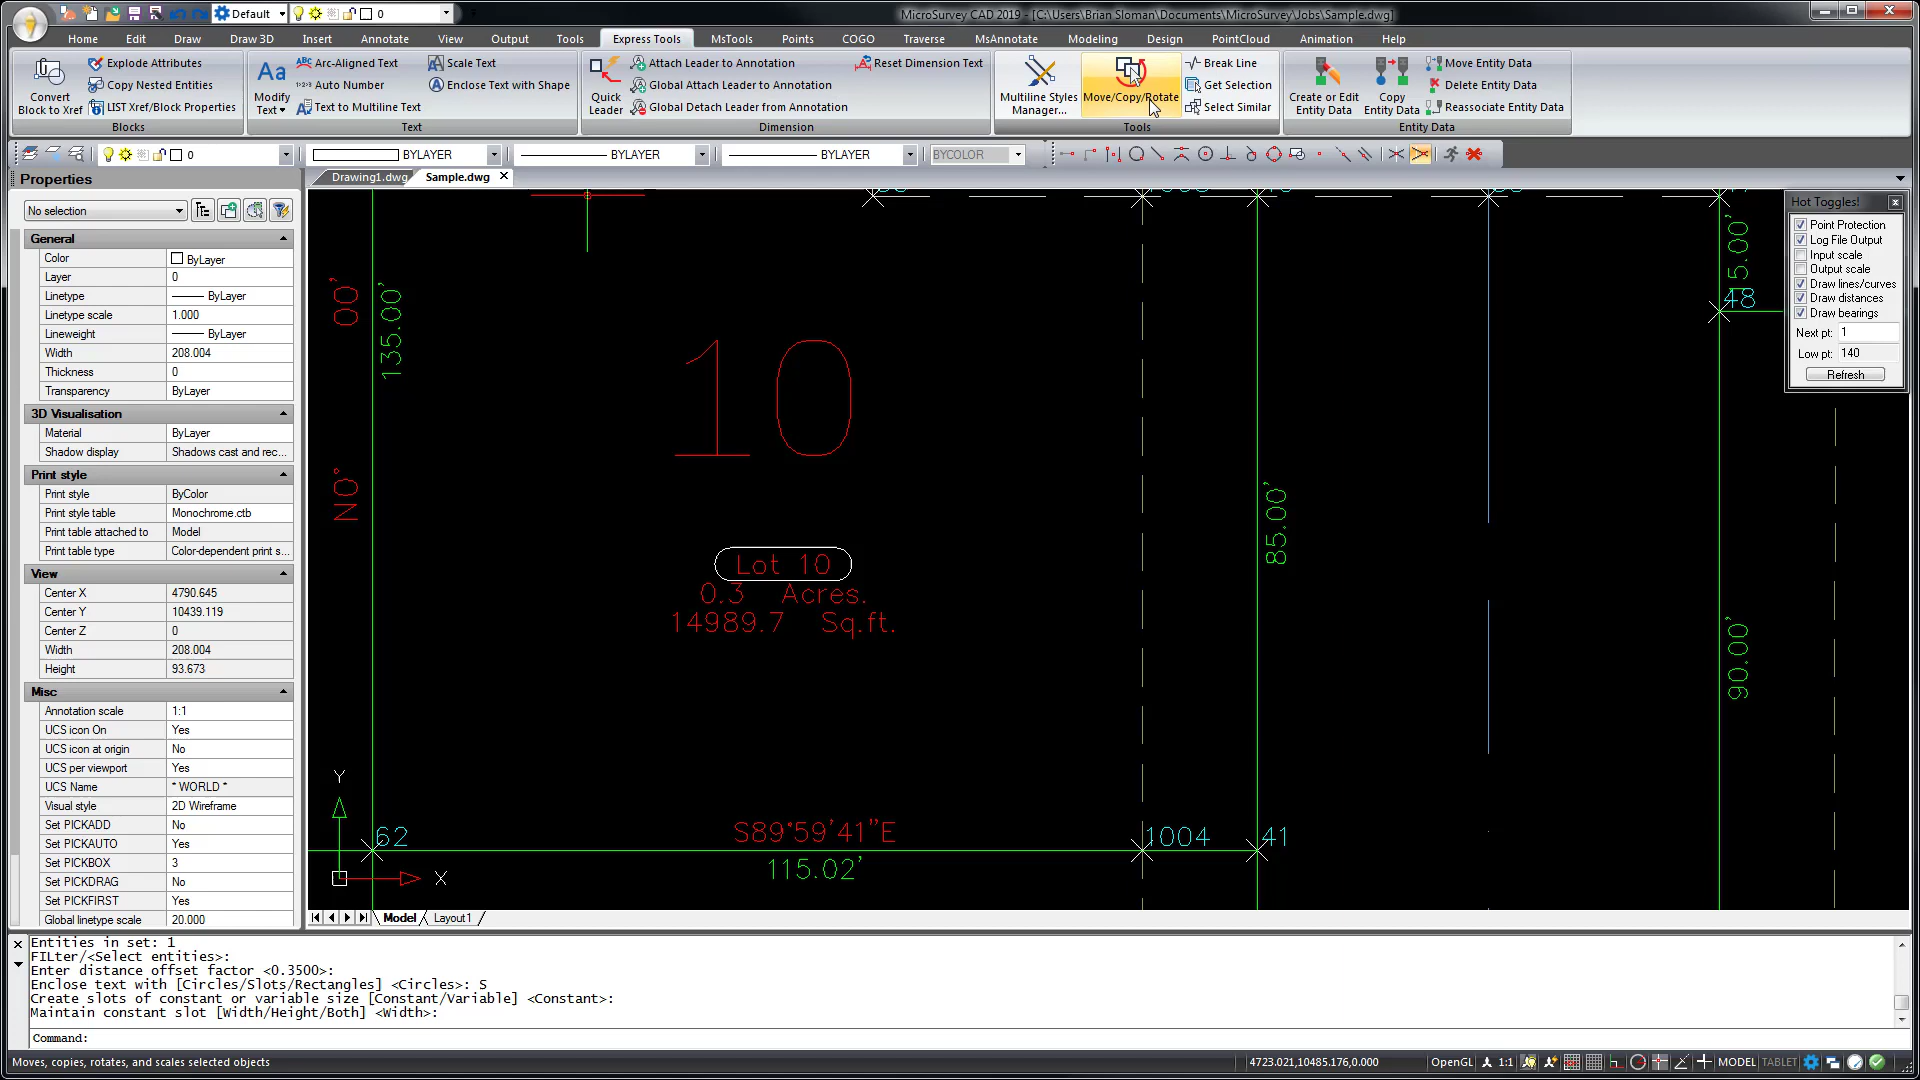 Default
0
MicroSurvey CAD 2019 - [C:\Users\Brian Sloman\Documents\MicroSurvey\Jobs\Sample.dwg]
Home Edit Draw Draw 3D Insert Annotate View Output Tools Express Tools MsTools Points COGO Traverse MsAnnotate Modeling Design PointCloud Animation Help
Convert Block to Xref
Explode Attributes
Copy Nested Entities
LIST Xref/Block Properties
Blocks
Modify Text
Arc-Aligned Text
Auto Number
Text to Multiline Text
Scale Text
Enclose Text with Shape
Text
Quick Leader
Attach Leader to Annotation
Global Attach Leader to Annotation
Global Detach Leader from Annotation
Reset Dimension Text
Dimension
Multiline Styles Manager...
Move/Copy/Rotate
Break Line
Get Selection
Select Similar
Tools
Create or Edit Entity Data
Copy Entity Data
Move Entity Data
Delete Entity Data
Reassociate Entity Data
Entity Data
0
BYLAYER
BYLAYER
BYLAYER
BYCOLOR
Properties
Drawing1.dwg
Sample.dwg
No selection
General
Color ByLayer
Layer 0
Linetype ByLayer
Linetype scale 1.000
Lineweight ByLayer
Width 208.004
Thickness 0
Transparency ByLayer
3D Visualisation
Material ByLayer
Shadow display Shadows cast and rec...
Print style
Print style ByColor
Print style table Monochrome.ctb
Print table attached to Model
Print table type Color-dependent print s...
View
Center X 4790.645
Center Y 10439.119
Center Z 0
Width 208.004
Height 93.673
Misc
Annotation scale 1:1
UCS icon On Yes
UCS icon at origin No
UCS per viewport Yes
UCS Name * WORLD *
Visual style 2D Wireframe
Set PICKADD No
Set PICKAUTO Yes
Set PICKBOX 3
Set PICKDRAG No
Set PICKFIRST Yes
Global linetype scale 20.000
00'
135.00'
N0°
10
Lot 10
0.3 Acres.
14989.7 Sq.ft.
85.00'
90.00'
48
62
S89°59'41"E
115.02'
1004
41
Y
X
Hot Toggles!
Point Protection
Log File Output
Input scale
Output scale
Draw lines/curves
Draw distances
Draw bearings
Next pt: 1
Low pt: 140
Refresh
Model Layout1
Entities in set: 1
FILter/<Select entities>:
Enter distance offset factor <0.3500>:
Enclose text with [Circles/Slots/Rectangles] <Circles>: S
Create slots of constant or variable size [Constant/Variable] <Constant>:
Maintain constant slot [Width/Height/Both] <Width>:
Command:
Moves, copies, rotates, and scales selected objects
4723.021,10485.176,0.000
OpenGL
1:1
MODEL
TABLET